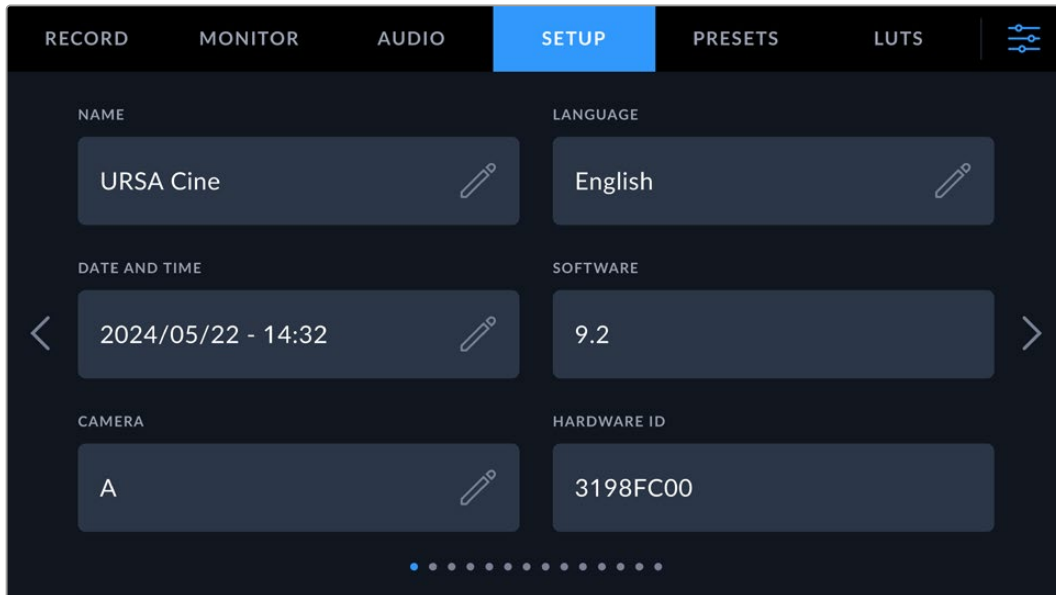 RECORD MONITOR AUDIO SETUP PRESETS LUTS
NAME LANGUAGE
URSA Cine English
DATE AND TIME SOFTWARE
2024/05/22 - 14:32 9.2
CAMERA HARDWARE ID
A 3198FC00